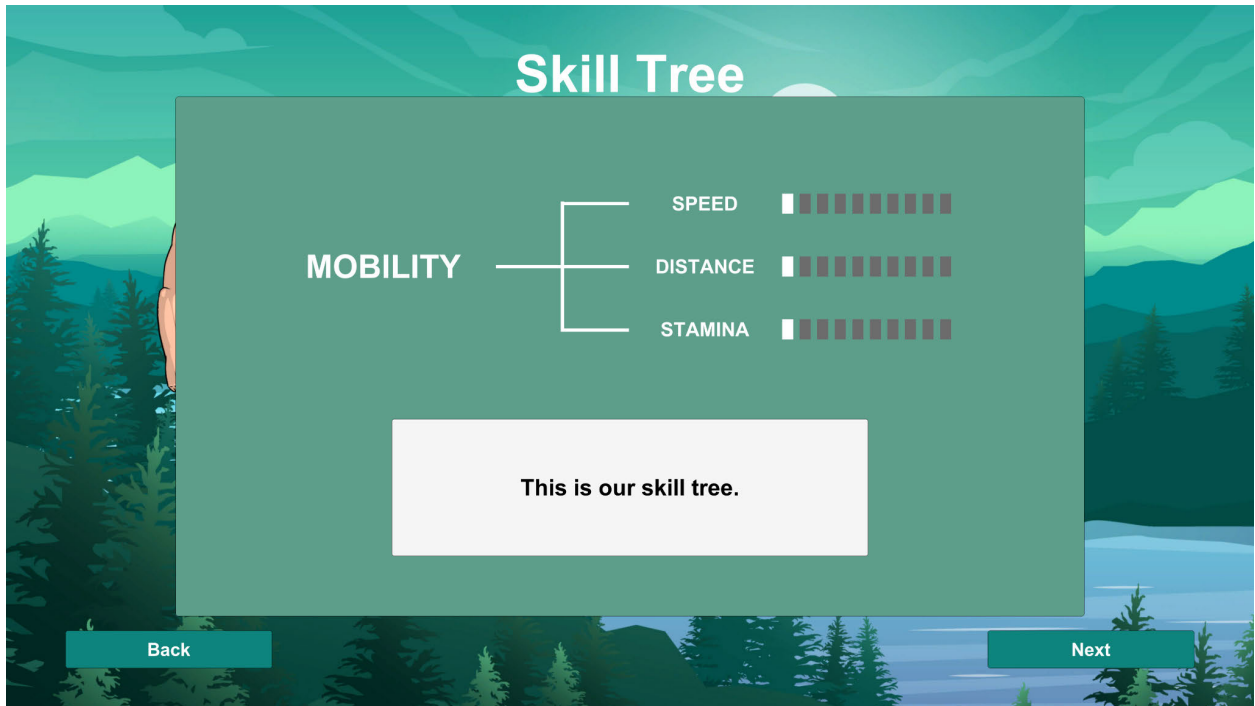 Skill Tree
SPEED
MOBILITY
DISTANCE
STAMINA
This is our skill tree.
Back
Next